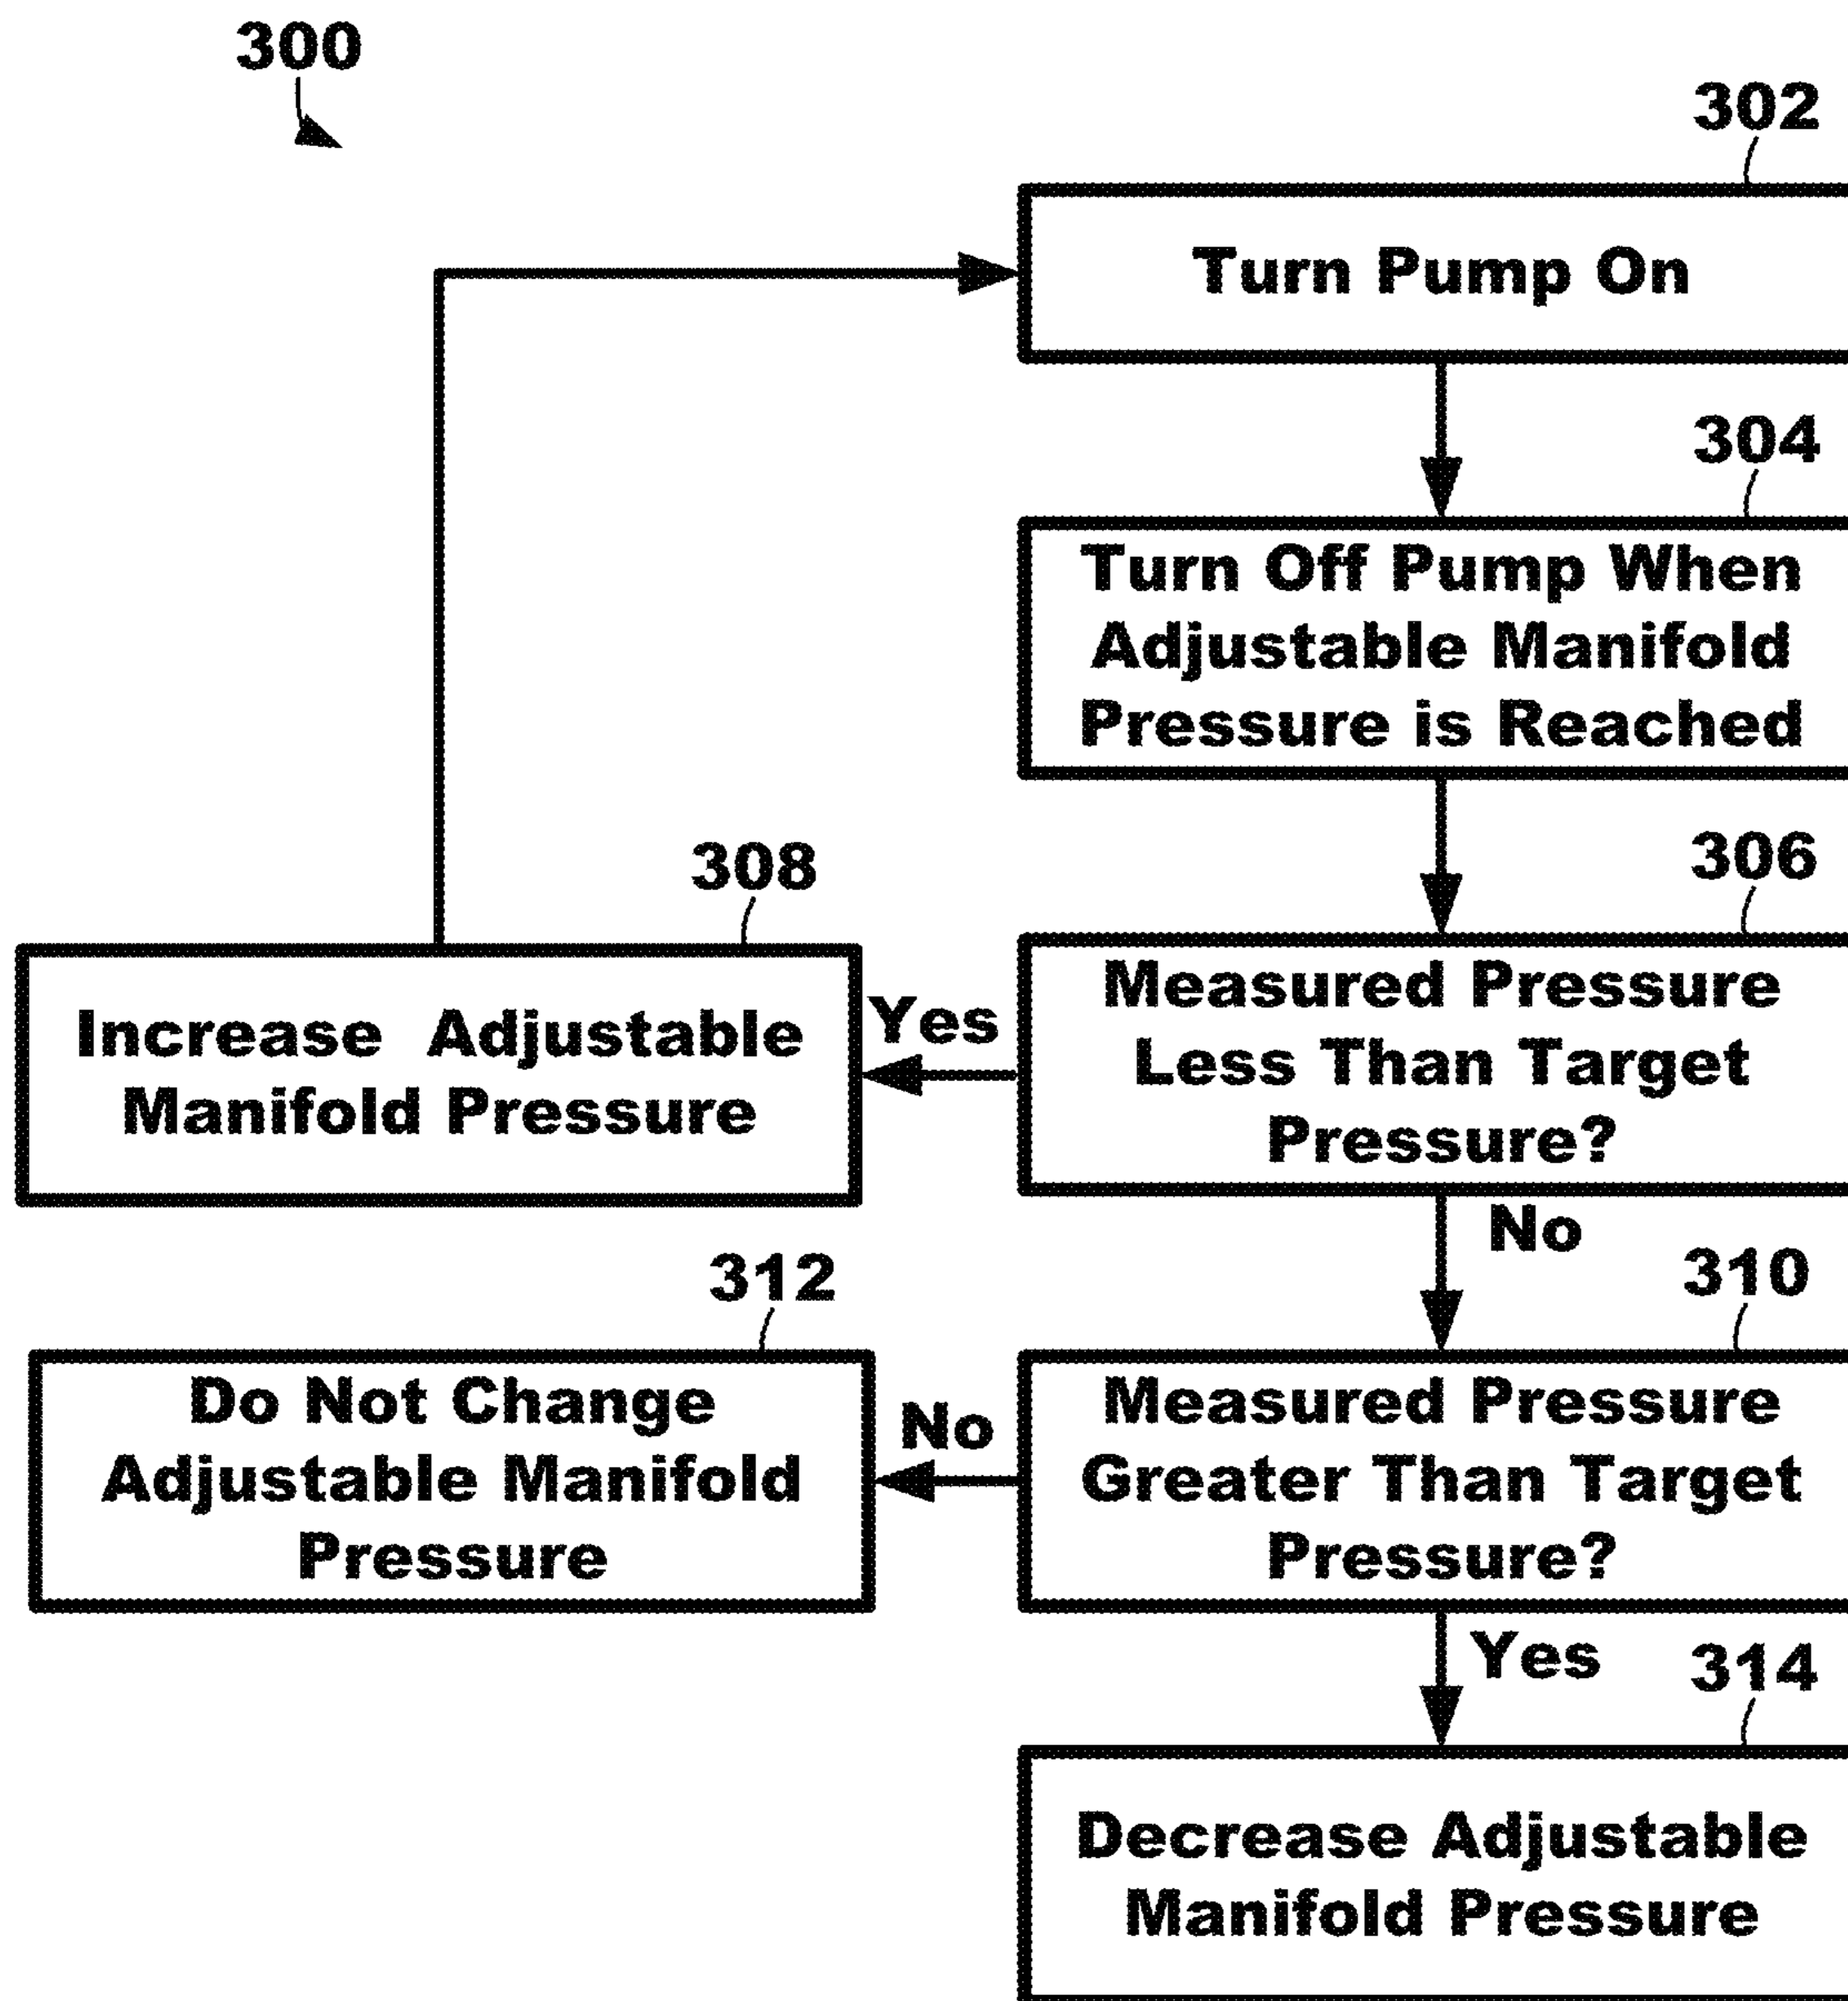 300
302
Turn Pump On
304
Turn Off Pump When
Adjustable Manifold
Pressure is Reached
306
Measured Pressure
Less Than Target
Pressure?
Yes
308
Increase Adjustable
Manifold Pressure
No
310
Measured Pressure
Greater Than Target
Pressure?
No
312
Do Not Change
Adjustable Manifold
Pressure
Yes
314
Decrease Adjustable
Manifold Pressure